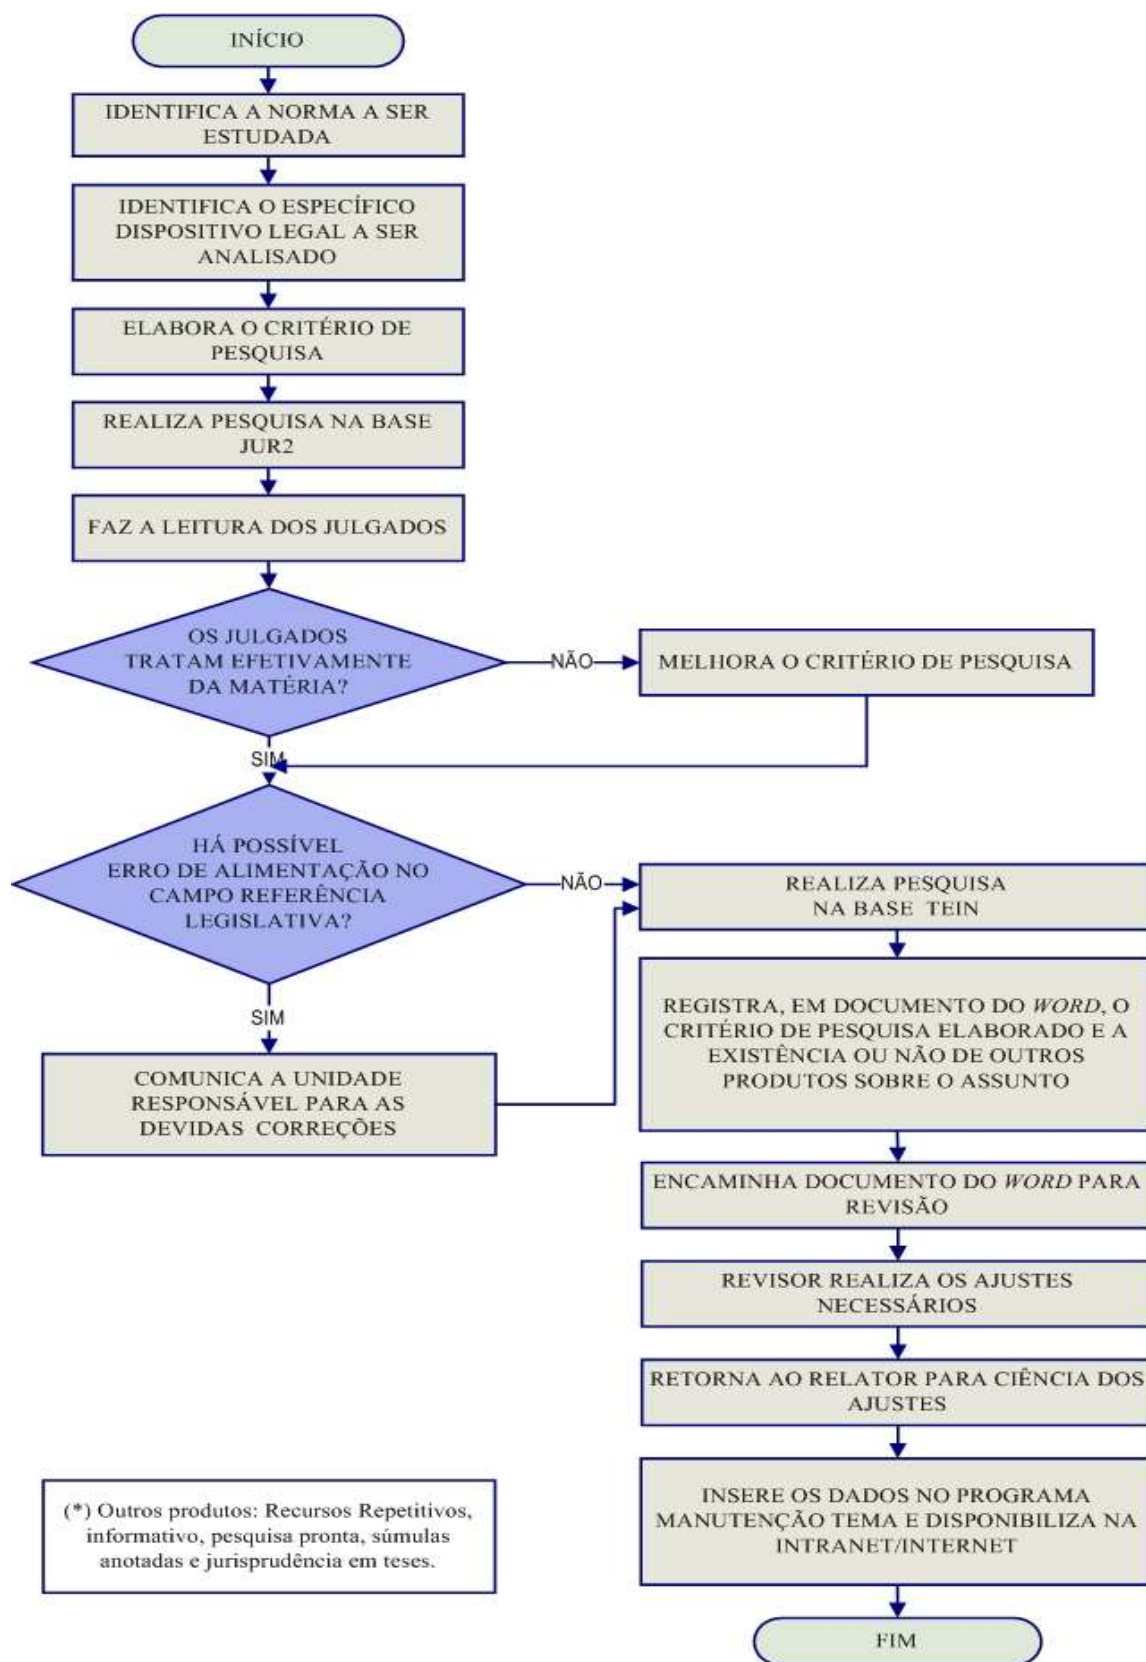 INÍCIO
IDENTIFICA A NORMA A SER
ESTUDADA
IDENTIFICA O ESPECÍFICO
DISPOSITIVO LEGAL A SER
ANALISADO
ELABORA O CRITÉRIO DE
PESQUISA
REALIZA PESQUISA NA BASE
JUR2
FAZ A LEITURA DOS JULGADOS
OS JULGADOS
TRATAM EFETIVAMENTE
DA MATÉRIA?
NÃO
MELHORA O CRITÉRIO DE PESQUISA
SIM
HÁ POSSÍVEL
ERRO DE ALIMENTAÇÃO NO
CAMPO REFERÊNCIA
LEGISLATIVA?
NÃO
REALIZA PESQUISA
NA BASE TEIN
SIM
COMUNICA A UNIDADE
RESPONSÁVEL PARA AS
DEVIDAS CORREÇÕES
REGISTRA, EM DOCUMENTO DO WORD, O
CRITÉRIO DE PESQUISA ELABORADO E A
EXISTÊNCIA OU NÃO DE OUTROS
PRODUTOS SOBRE O ASSUNTO
ENCAMINHA DOCUMENTO DO WORD PARA
REVISÃO
REVISOR REALIZA OS AJUSTES
NECESSÁRIOS
RETORNA AO RELATOR PARA CIÊNCIA DOS
AJUSTES
INSERE OS DADOS NO PROGRAMA
MANUTENÇÃO TEMA E DISPONIBILIZA NA
INTRANET/INTERNET
(*) Outros produtos: Recursos Repetitivos,
informativo, pesquisa pronta, súmulas
anotadas e jurisprudência em teses.
FIM